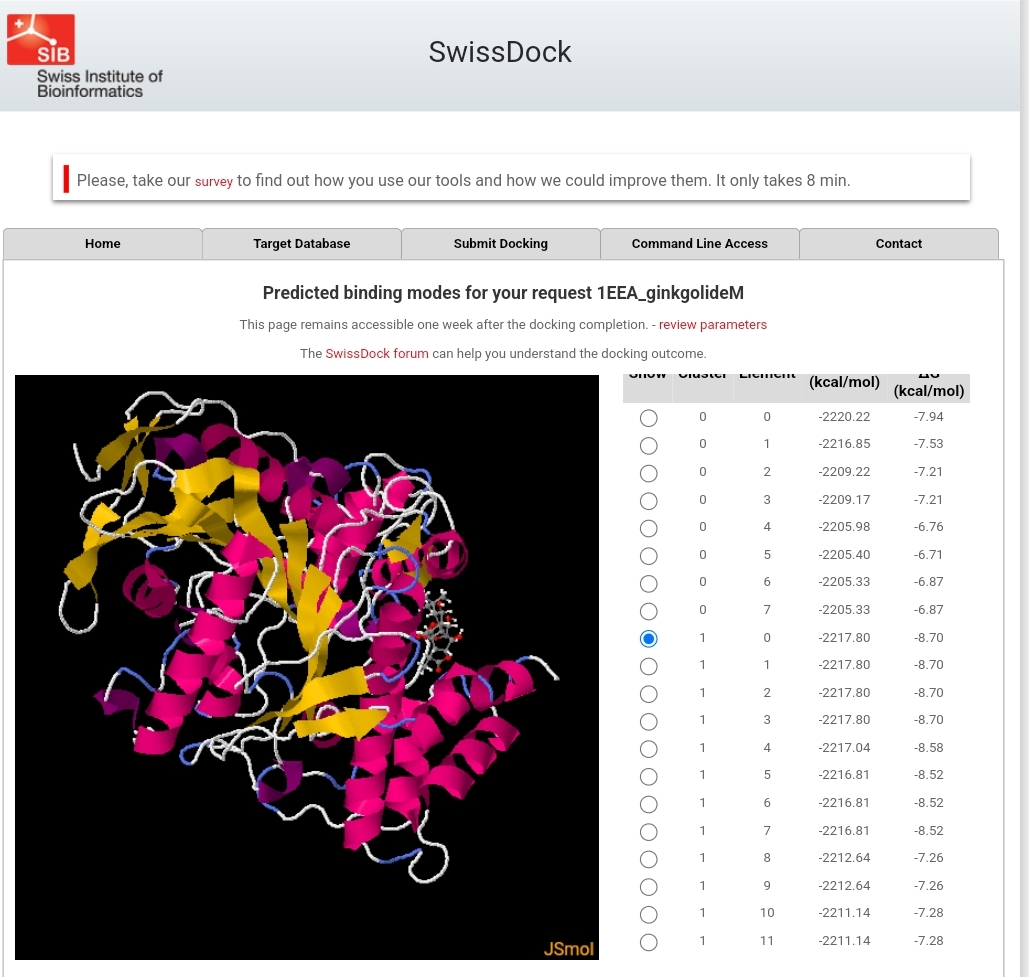 SIB
Swiss Institute of
Bioinformatics
SwissDock
Please, take our survey to find out how you use our tools and how we could improve them. It only takes 8 min.
Home Target Database Submit Docking Command Line Access Contact
Predicted binding modes for your request 1EEA_ginkgolideM
This page remains accessible one week after the docking completion. - review parameters
The SwissDock forum can help you understand the docking outcome.
Show Cluster Element (kcal/mol) ΔG (kcal/mol)
0 0 -2220.22 -7.94
0 1 -2216.85 -7.53
0 2 -2209.22 -7.21
0 3 -2209.17 -7.21
0 4 -2205.98 -6.76
0 5 -2205.40 -6.71
0 6 -2205.33 -6.87
0 7 -2205.33 -6.87
1 0 -2217.80 -8.70
1 1 -2217.80 -8.70
1 2 -2217.80 -8.70
1 3 -2217.80 -8.70
1 4 -2217.04 -8.58
1 5 -2216.81 -8.52
1 6 -2216.81 -8.52
1 7 -2216.81 -8.52
1 8 -2212.64 -7.26
1 9 -2212.64 -7.26
1 10 -2211.14 -7.28
1 11 -2211.14 -7.28
JSmol